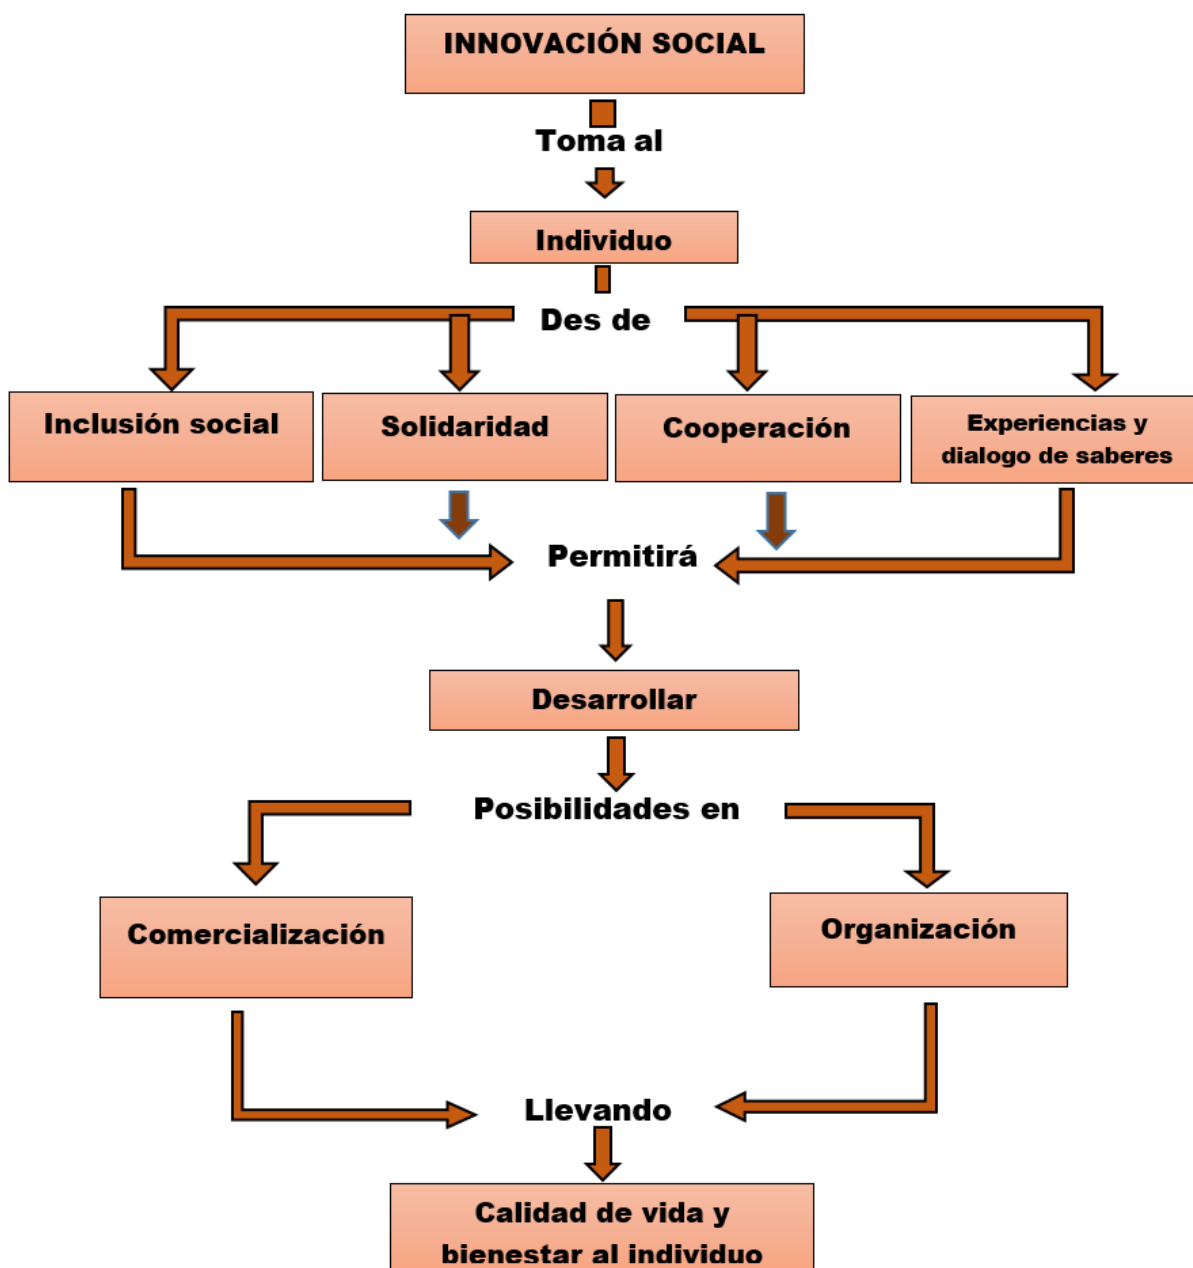 INNOVACIÓN SOCIAL
Toma al
Individuo
Des de
Inclusión social
Solidaridad
Cooperación
Experiencias y
dialogo de saberes
Permitirá
Desarrollar
Posibilidades en
Comercialización
Organización
Llevando
Calidad de vida y
bienestar al individuo